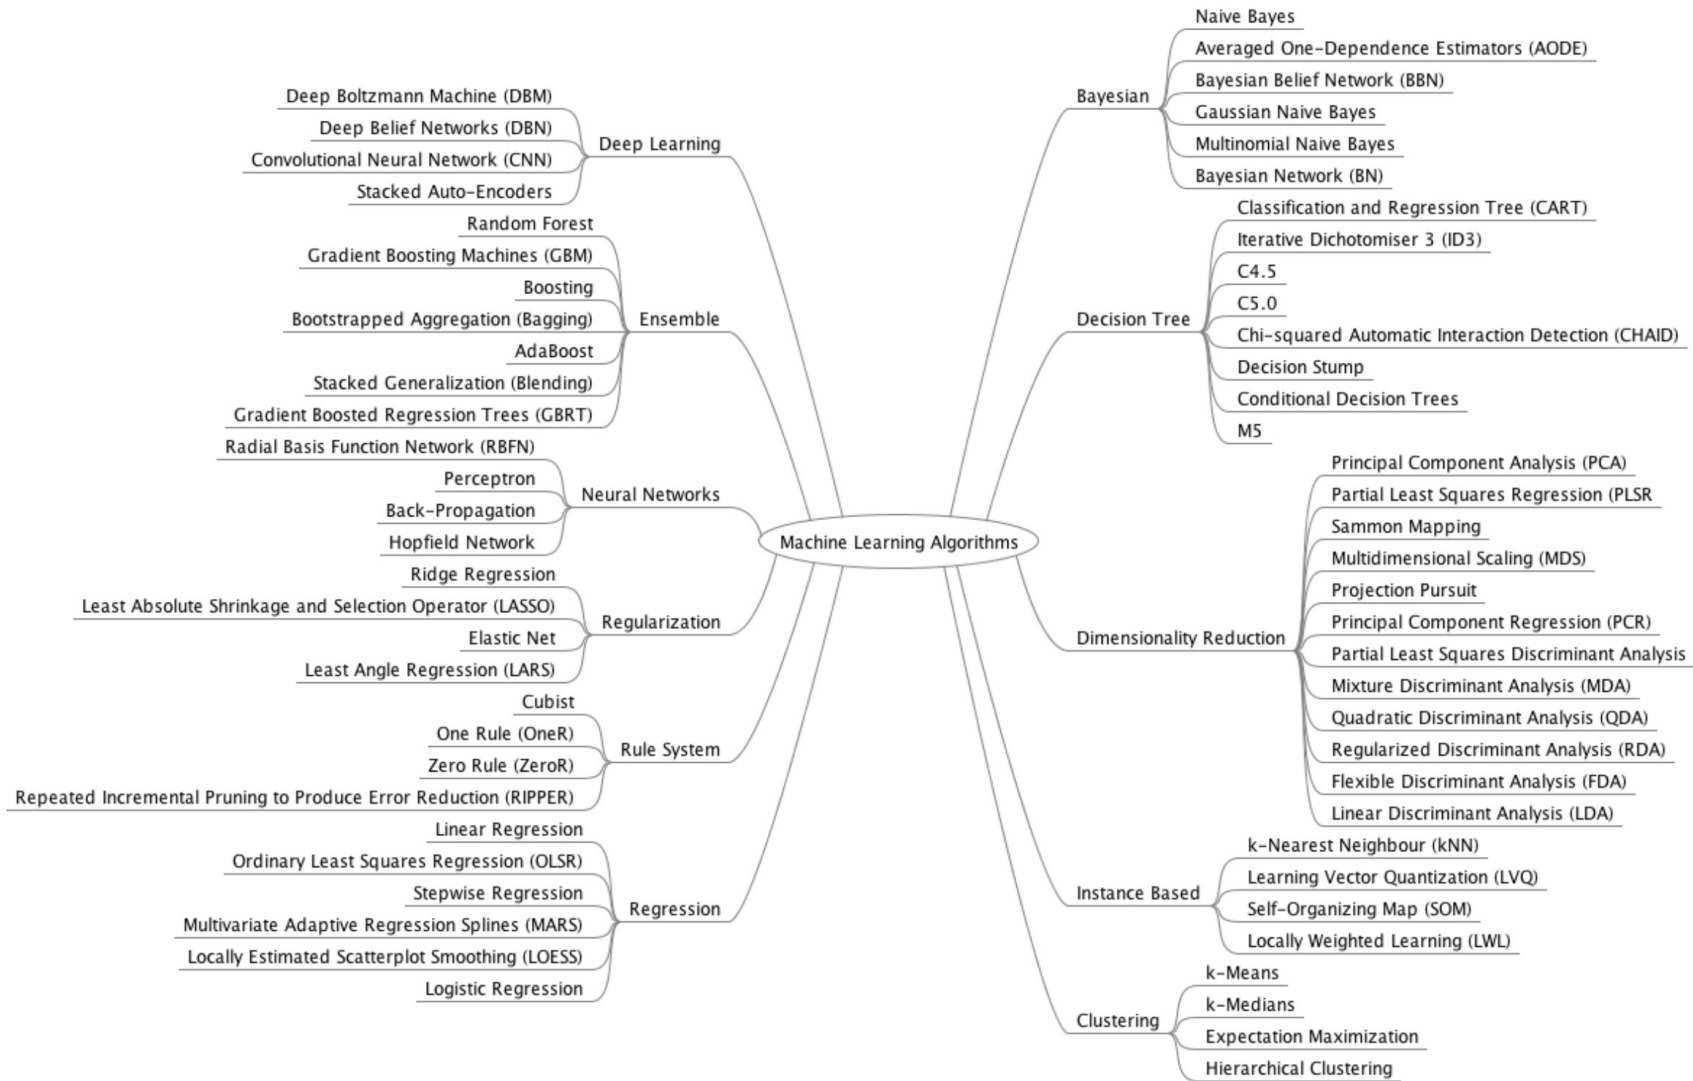 Machine Learning Algorithms
Deep Learning
Deep Boltzmann Machine (DBM)
Deep Belief Networks (DBN)
Convolutional Neural Network (CNN)
Stacked Auto-Encoders
Ensemble
Random Forest
Gradient Boosting Machines (GBM)
Boosting
Bootstrapped Aggregation (Bagging)
AdaBoost
Stacked Generalization (Blending)
Gradient Boosted Regression Trees (GBRT)
Neural Networks
Radial Basis Function Network (RBFN)
Perceptron
Back-Propagation
Hopfield Network
Regularization
Ridge Regression
Least Absolute Shrinkage and Selection Operator (LASSO)
Elastic Net
Least Angle Regression (LARS)
Rule System
Cubist
One Rule (OneR)
Zero Rule (ZeroR)
Repeated Incremental Pruning to Produce Error Reduction (RIPPER)
Regression
Linear Regression
Ordinary Least Squares Regression (OLSR)
Stepwise Regression
Multivariate Adaptive Regression Splines (MARS)
Locally Estimated Scatterplot Smoothing (LOESS)
Logistic Regression
Bayesian
Naive Bayes
Averaged One-Dependence Estimators (AODE)
Bayesian Belief Network (BBN)
Gaussian Naive Bayes
Multinomial Naive Bayes
Bayesian Network (BN)
Decision Tree
Classification and Regression Tree (CART)
Iterative Dichotomiser 3 (ID3)
C4.5
C5.0
Chi-squared Automatic Interaction Detection (CHAID)
Decision Stump
Conditional Decision Trees
M5
Dimensionality Reduction
Principal Component Analysis (PCA)
Partial Least Squares Regression (PLSR
Sammon Mapping
Multidimensional Scaling (MDS)
Projection Pursuit
Principal Component Regression (PCR)
Partial Least Squares Discriminant Analysis
Mixture Discriminant Analysis (MDA)
Quadratic Discriminant Analysis (QDA)
Regularized Discriminant Analysis (RDA)
Flexible Discriminant Analysis (FDA)
Linear Discriminant Analysis (LDA)
Instance Based
k-Nearest Neighbour (kNN)
Learning Vector Quantization (LVQ)
Self-Organizing Map (SOM)
Locally Weighted Learning (LWL)
Clustering
k-Means
k-Medians
Expectation Maximization
Hierarchical Clustering